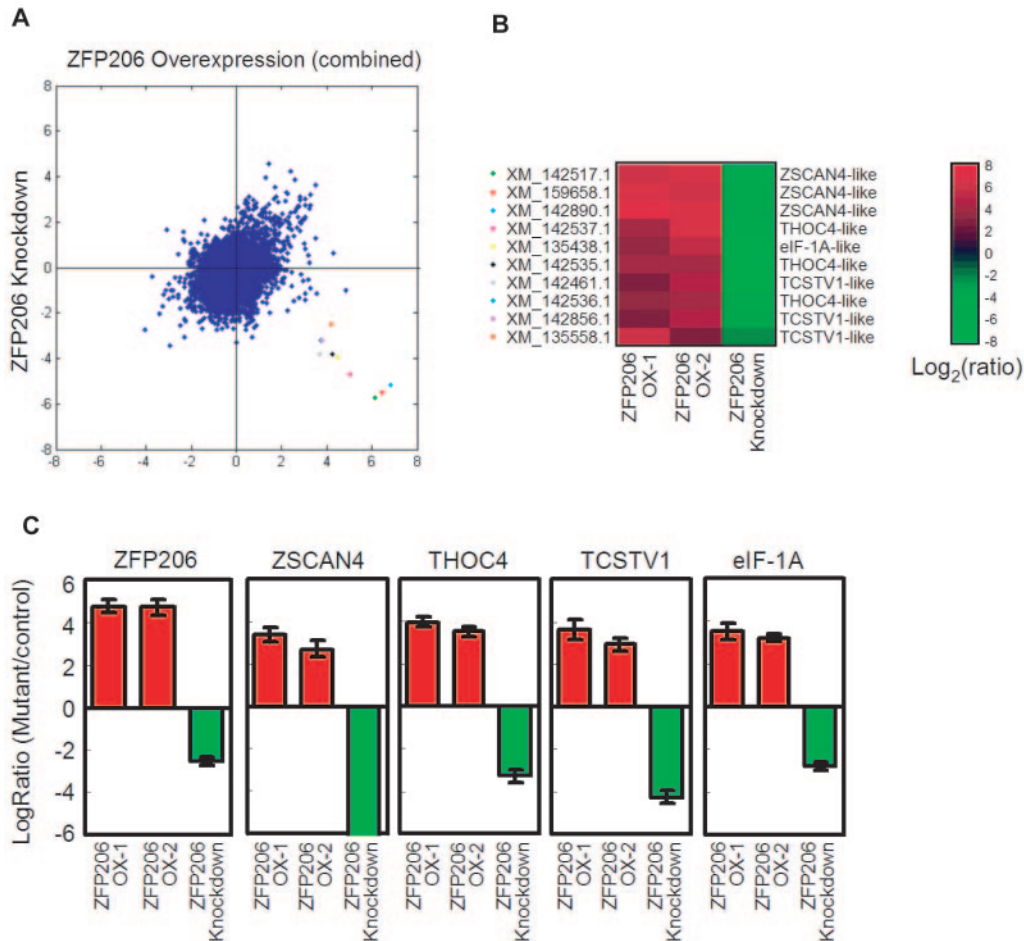 A
ZFP206 Overexpression (combined)
ZFP206 Knockdown
8
6
4
2
0
-2
-4
-6
-8
-8 -6 -4 -2 0 2 4 6 8
B
XM_142517.1 ZSCAN4-like
XM_159658.1 ZSCAN4-like
XM_142890.1 ZSCAN4-like
XM_142537.1 THOC4-like
XM_135438.1 eIF-1A-like
XM_142535.1 THOC4-like
XM_142461.1 TCSTV1-like
XM_142536.1 THOC4-like
XM_142856.1 TCSTV1-like
XM_135558.1 TCSTV1-like
ZFP206 OX-1
ZFP206 OX-2
ZFP206 Knockdown
8
6
4
2
0
-2
-4
-6
-8
Log2(ratio)
C
ZFP206 ZSCAN4 THOC4 TCSTV1 eIF-1A
LogRatio (Mutant/control)
6
4
2
0
-2
-4
-6
ZFP206 OX-1
ZFP206 OX-2
ZFP206 Knockdown
ZFP206 OX-1
ZFP206 OX-2
ZFP206 Knockdown
ZFP206 OX-1
ZFP206 OX-2
ZFP206 Knockdown
ZFP206 OX-1
ZFP206 OX-2
ZFP206 Knockdown
ZFP206 OX-1
ZFP206 OX-2
ZFP206 Knockdown